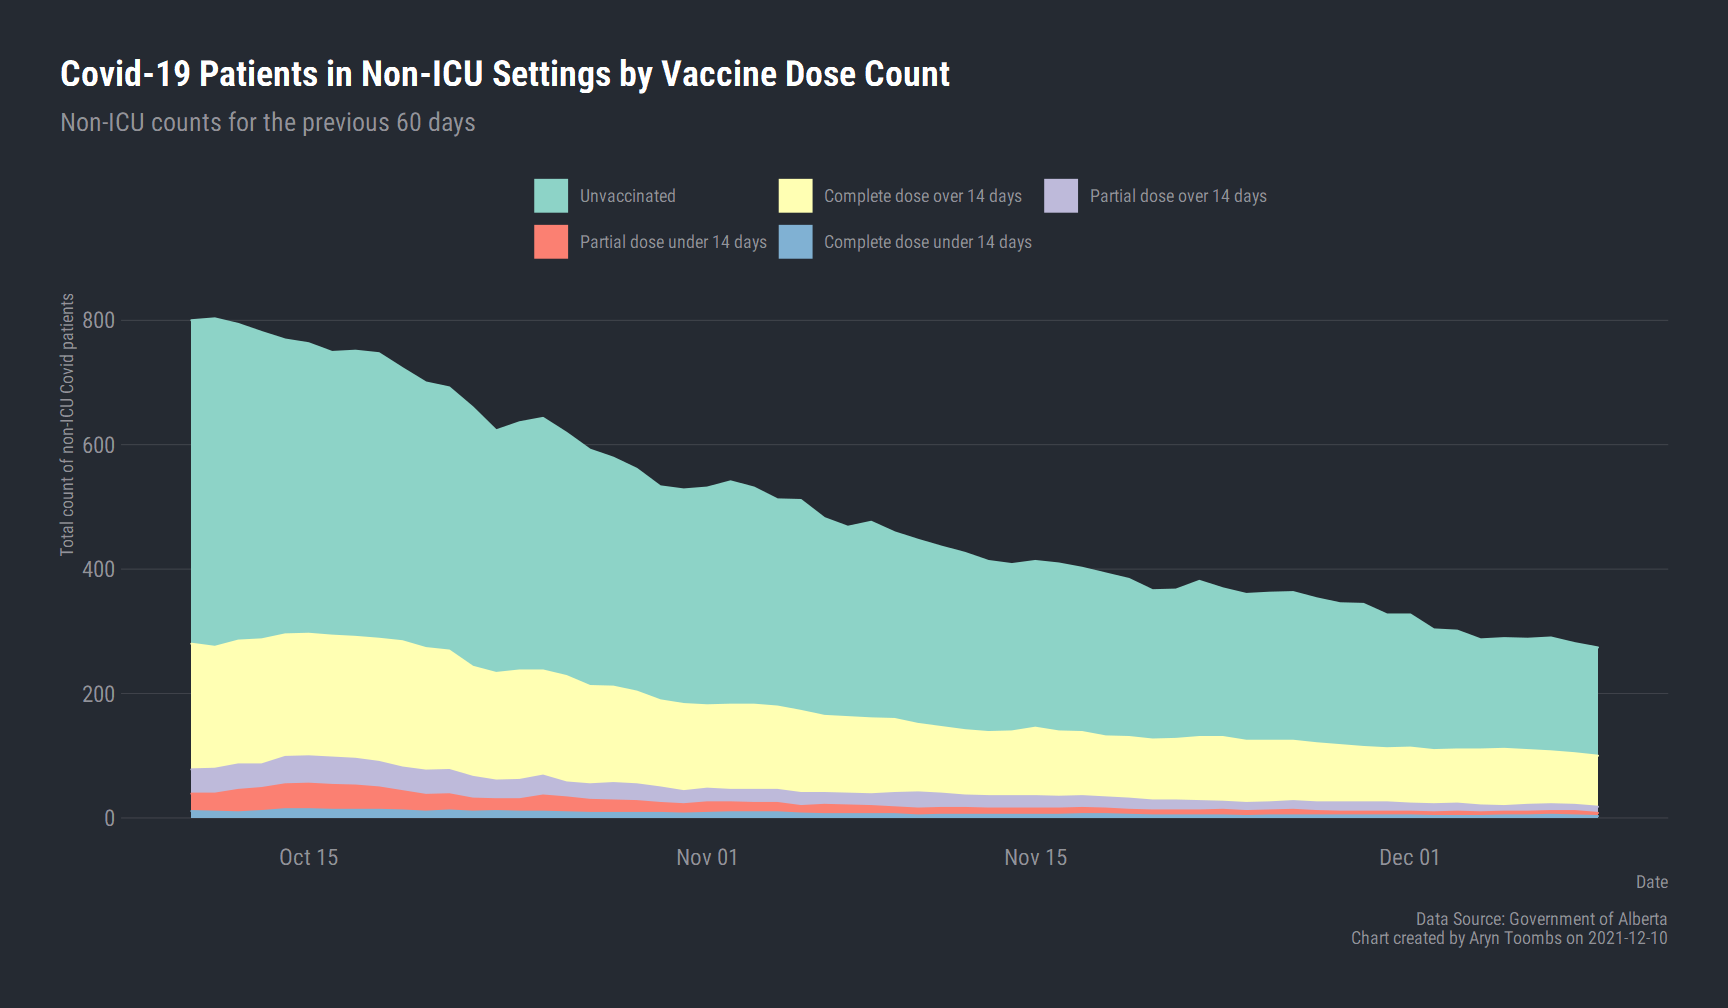 Covid-19 Patients in Non-ICU Settings by Vaccine Dose Count
Non-ICU counts for the previous 60 days
Unvaccinated
Complete dose over 14 days
Partial dose over 14 days
Partial dose under 14 days
Complete dose under 14 days
Total count of non-ICU Covid patients
800
600
400
200
0
Oct 15
Nov 01
Nov 15
Dec 01
Date
Data Source: Government of Alberta
Chart created by Aryn Toombs on 2021-12-10